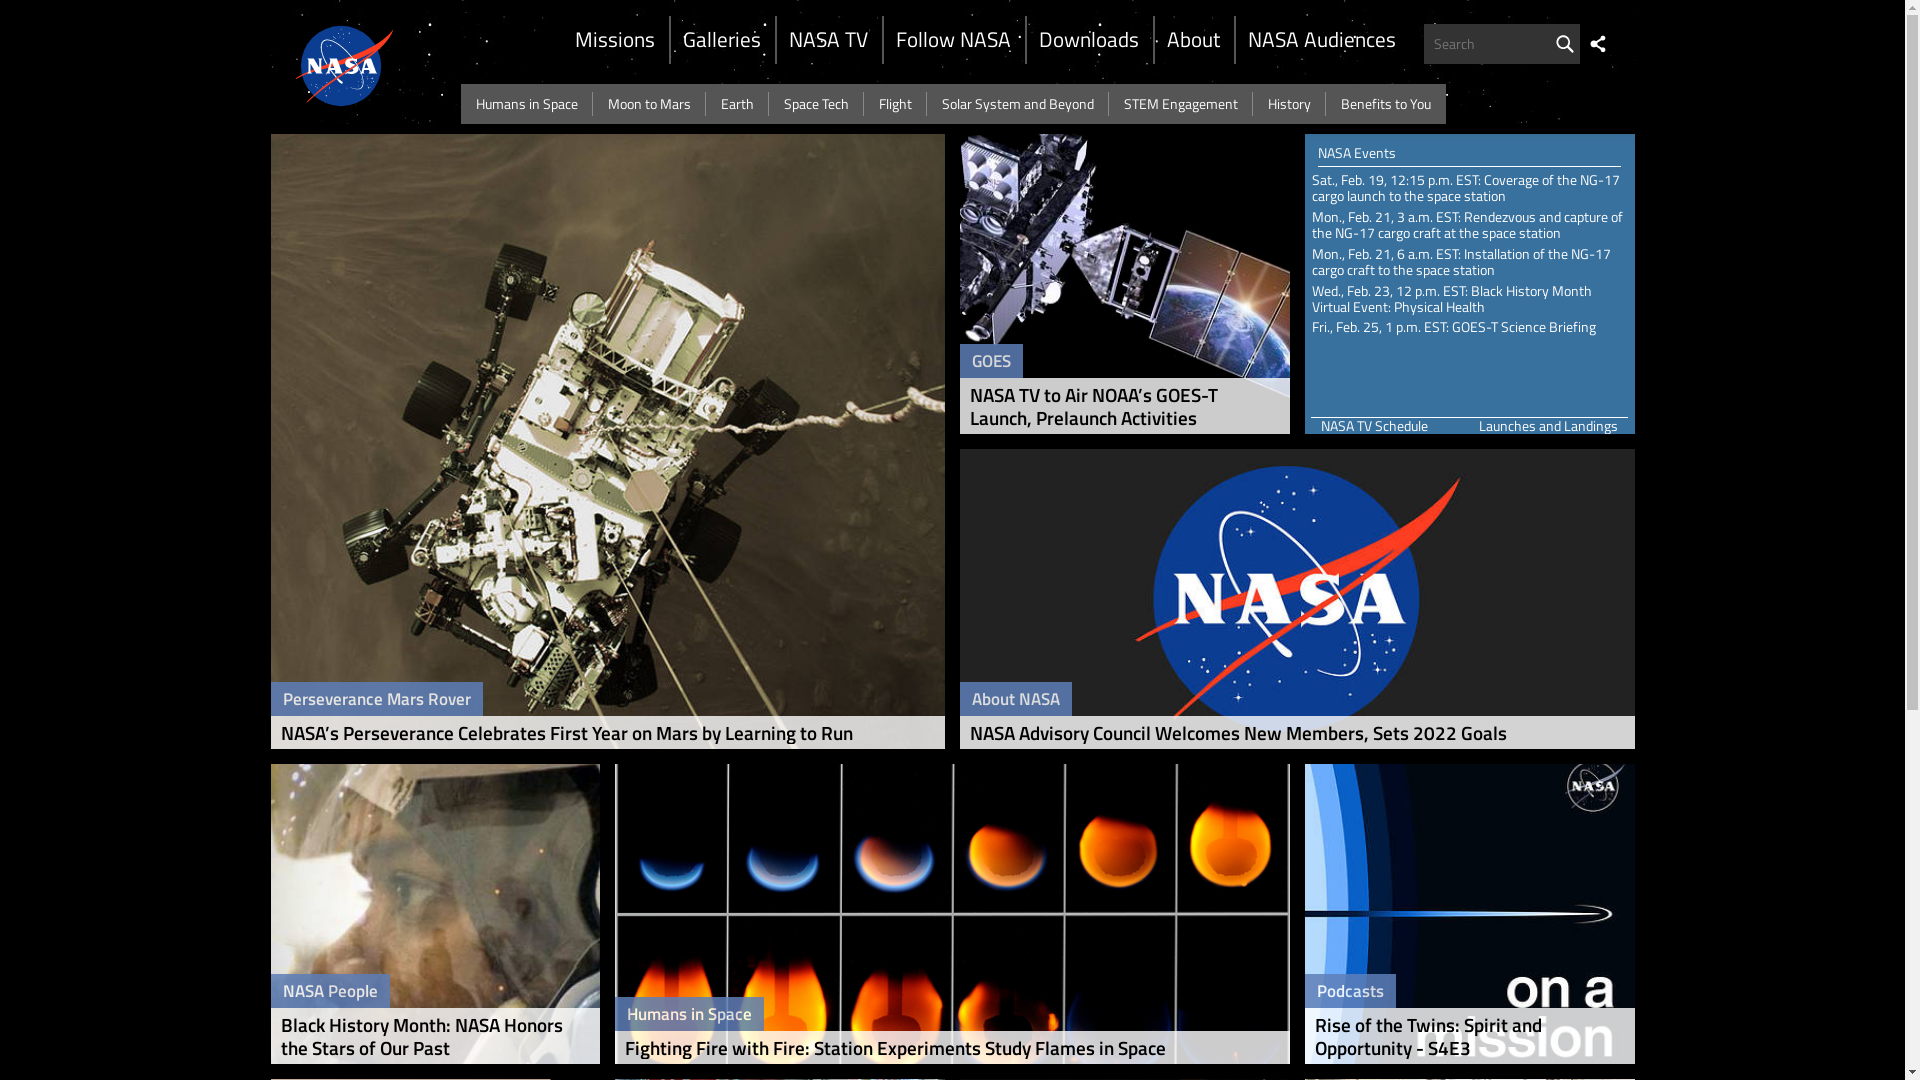 NASA
Missions
Galleries
NASA TV
Follow NASA
Downloads
About
NASA Audiences
Search
Humans in Space
Moon to Mars
Earth
Space Tech
Flight
Solar System and Beyond
STEM Engagement
History
Benefits to You
Perseverance Mars Rover
NASA’s Perseverance Celebrates First Year on Mars by Learning to Run
GOES
NASA TV to Air NOAA’s GOES-T
Launch, Prelaunch Activities
NASA Events
Sat., Feb. 19, 12:15 p.m. EST: Coverage of the NG-17
cargo launch to the space station
Mon., Feb. 21, 3 a.m. EST: Rendezvous and capture of
the NG-17 cargo craft at the space station
Mon., Feb. 21, 6 a.m. EST: Installation of the NG-17
cargo craft to the space station
Wed., Feb. 23, 12 p.m. EST: Black History Month
Virtual Event: Physical Health
Fri., Feb. 25, 1 p.m. EST: GOES-T Science Briefing
NASA TV Schedule
Launches and Landings
NASA
About NASA
NASA Advisory Council Welcomes New Members, Sets 2022 Goals
NASA People
Black History Month: NASA Honors
the Stars of Our Past
Humans in Space
Fighting Fire with Fire: Station Experiments Study Flames in Space
NASA
on a
mission
Podcasts
Rise of the Twins: Spirit and
Opportunity - S4E3